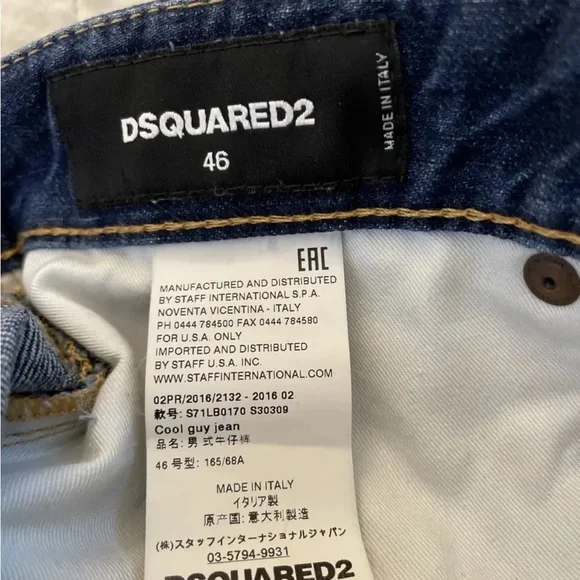 DSQUARED2
46
MADE IN ITALY
EAC
MANUFACTURED AND DISTRIBUTED
BY STAFF INTERNATIONAL S.P.A.
NOVENTA VICENTINA - ITALY
PH 0444 784500 FAX 0444 784580
FOR U.S.A. ONLY
IMPORTED AND DISTRIBUTED
BY STAFF U.S.A. INC.
WWW.STAFFINTERNATIONAL.COM
02PR/2016/2132 - 2016 02
款号: S71LB0170 S30309
Cool guy jean
品名: 男 式牛仔裤
46 号型: 165/68A
MADE IN ITALY
イタリア製
原产国: 意大利製造
(株)スタッフインターナショナルジャパン
03-5794-9931
DSQUARED2